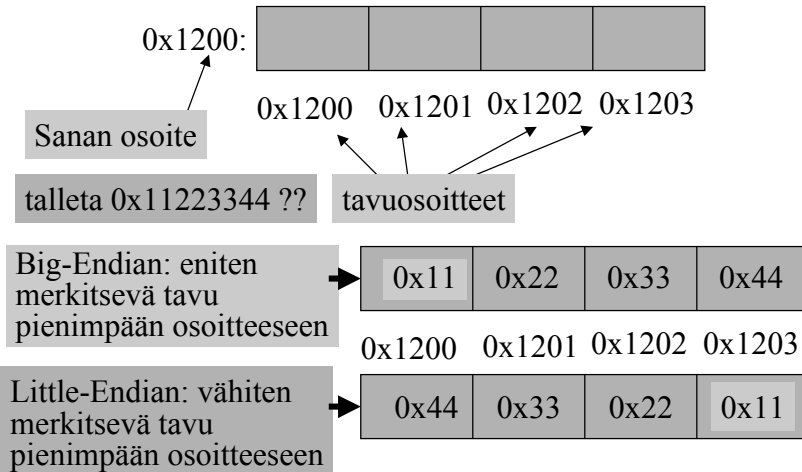 0x1200:
0x1200 0x1201 0x1202 0x1203
Sanan osoite
talleta 0x11223344 ??
tavuosoitteet
Big-Endian: eniten
merkitsevä tavu
pienimpään osoitteeseen
0x11 0x22 0x33 0x44
0x1200 0x1201 0x1202 0x1203
Little-Endian: vähiten
merkitsevä tavu
pienimpään osoitteeseen
0x44 0x33 0x22 0x11